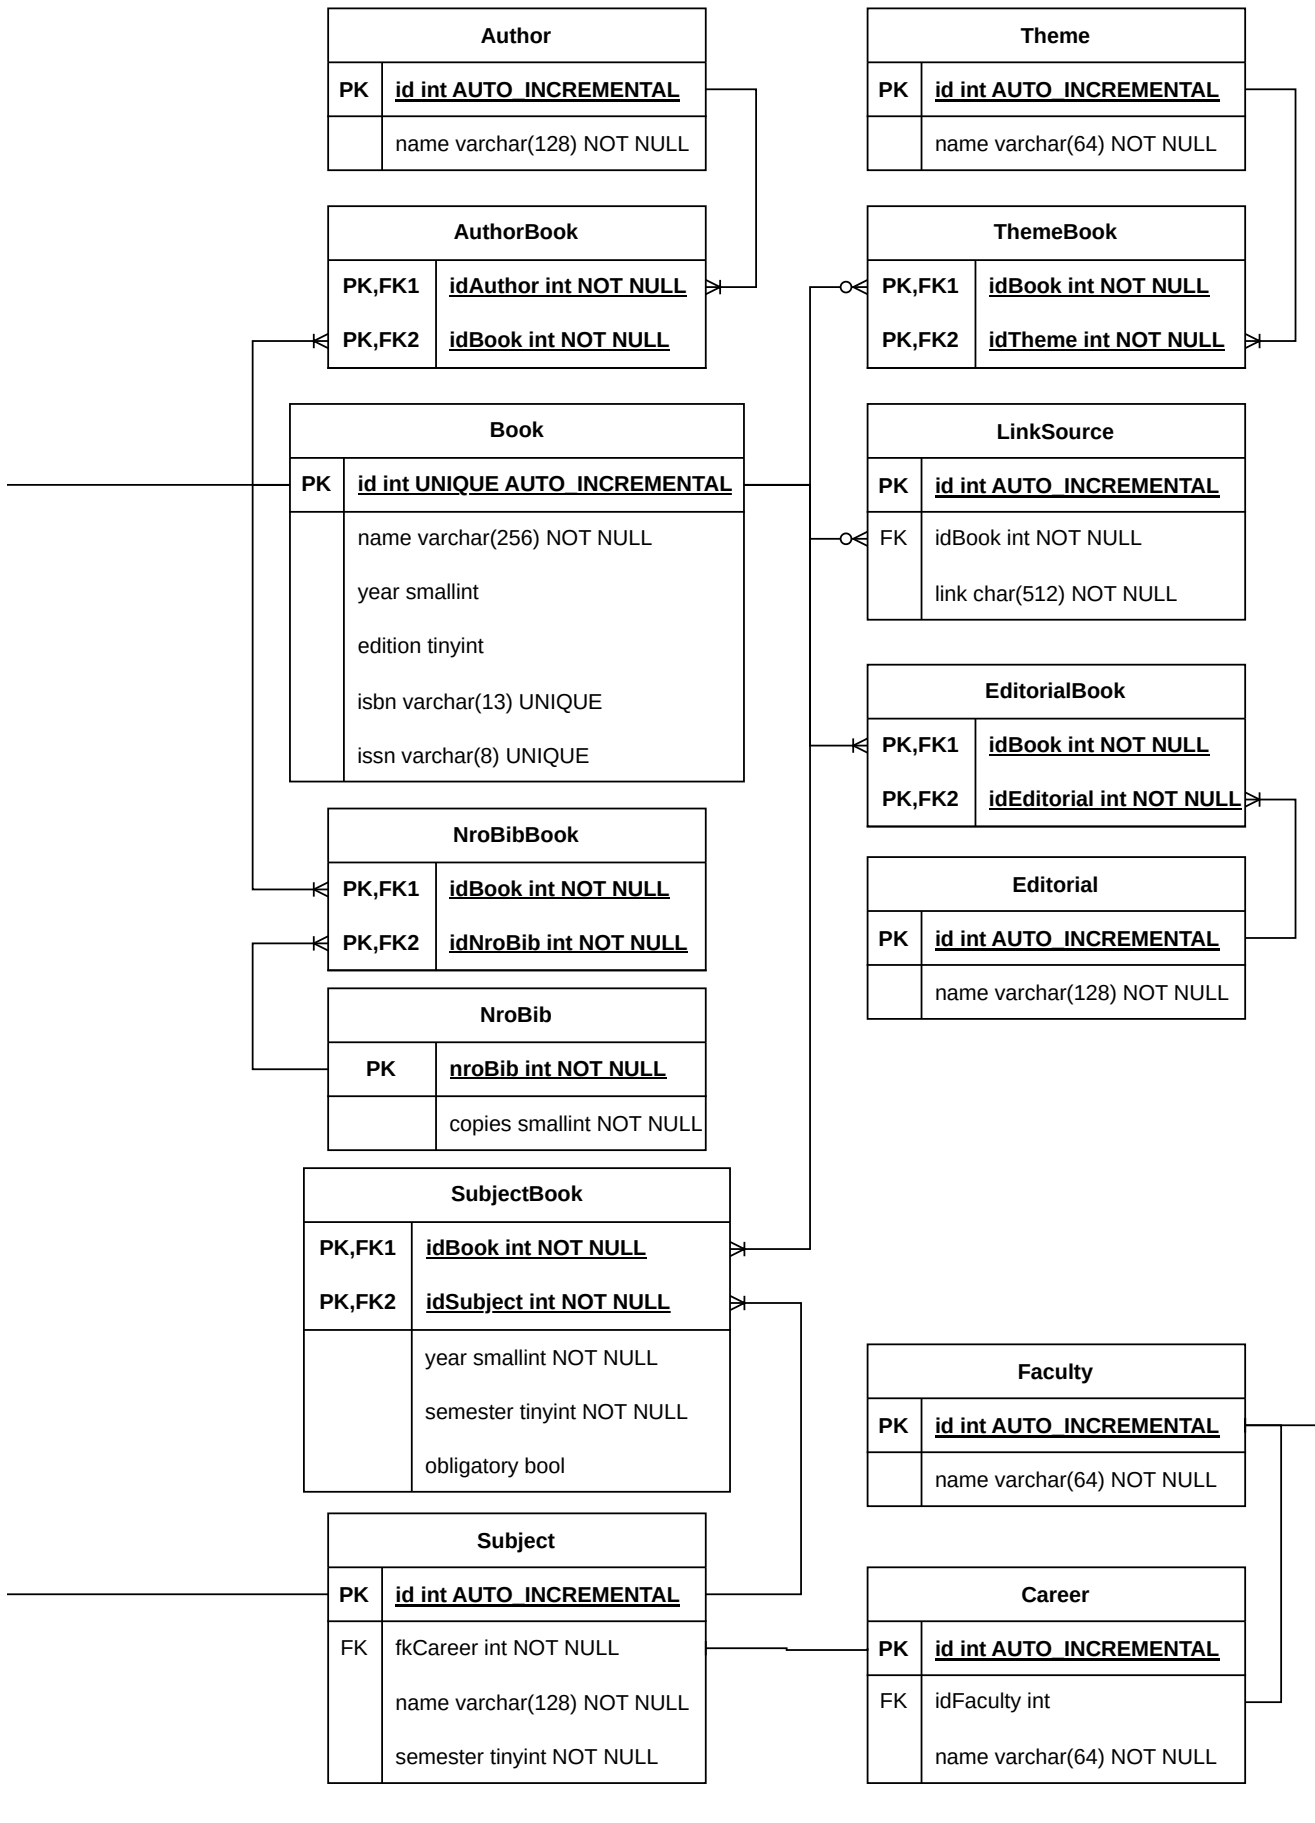 Author
PK id int AUTO_INCREMENTAL
name varchar(128) NOT NULL
AuthorBook
PK,FK1 idAuthor int NOT NULL
PK,FK2 idBook int NOT NULL
Book
PK id int UNIQUE AUTO_INCREMENTAL
name varchar(256) NOT NULL
year smallint
edition tinyint
isbn varchar(13) UNIQUE
issn varchar(8) UNIQUE
NroBibBook
PK,FK1 idBook int NOT NULL
PK,FK2 idNroBib int NOT NULL
NroBib
PK nroBib int NOT NULL
copies smallint NOT NULL
SubjectBook
PK,FK1 idBook int NOT NULL
PK,FK2 idSubject int NOT NULL
year smallint NOT NULL
semester tinyint NOT NULL
obligatory bool
Subject
PK id int AUTO_INCREMENTAL
FK fkCareer int NOT NULL
name varchar(128) NOT NULL
semester tinyint NOT NULL
Theme
PK id int AUTO_INCREMENTAL
name varchar(64) NOT NULL
ThemeBook
PK,FK1 idBook int NOT NULL
PK,FK2 idTheme int NOT NULL
LinkSource
PK id int AUTO_INCREMENTAL
FK idBook int NOT NULL
link char(512) NOT NULL
EditorialBook
PK,FK1 idBook int NOT NULL
PK,FK2 idEditorial int NOT NULL
Editorial
PK id int AUTO_INCREMENTAL
name varchar(128) NOT NULL
Faculty
PK id int AUTO_INCREMENTAL
name varchar(64) NOT NULL
Career
PK id int AUTO_INCREMENTAL
FK idFaculty int
name varchar(64) NOT NULL